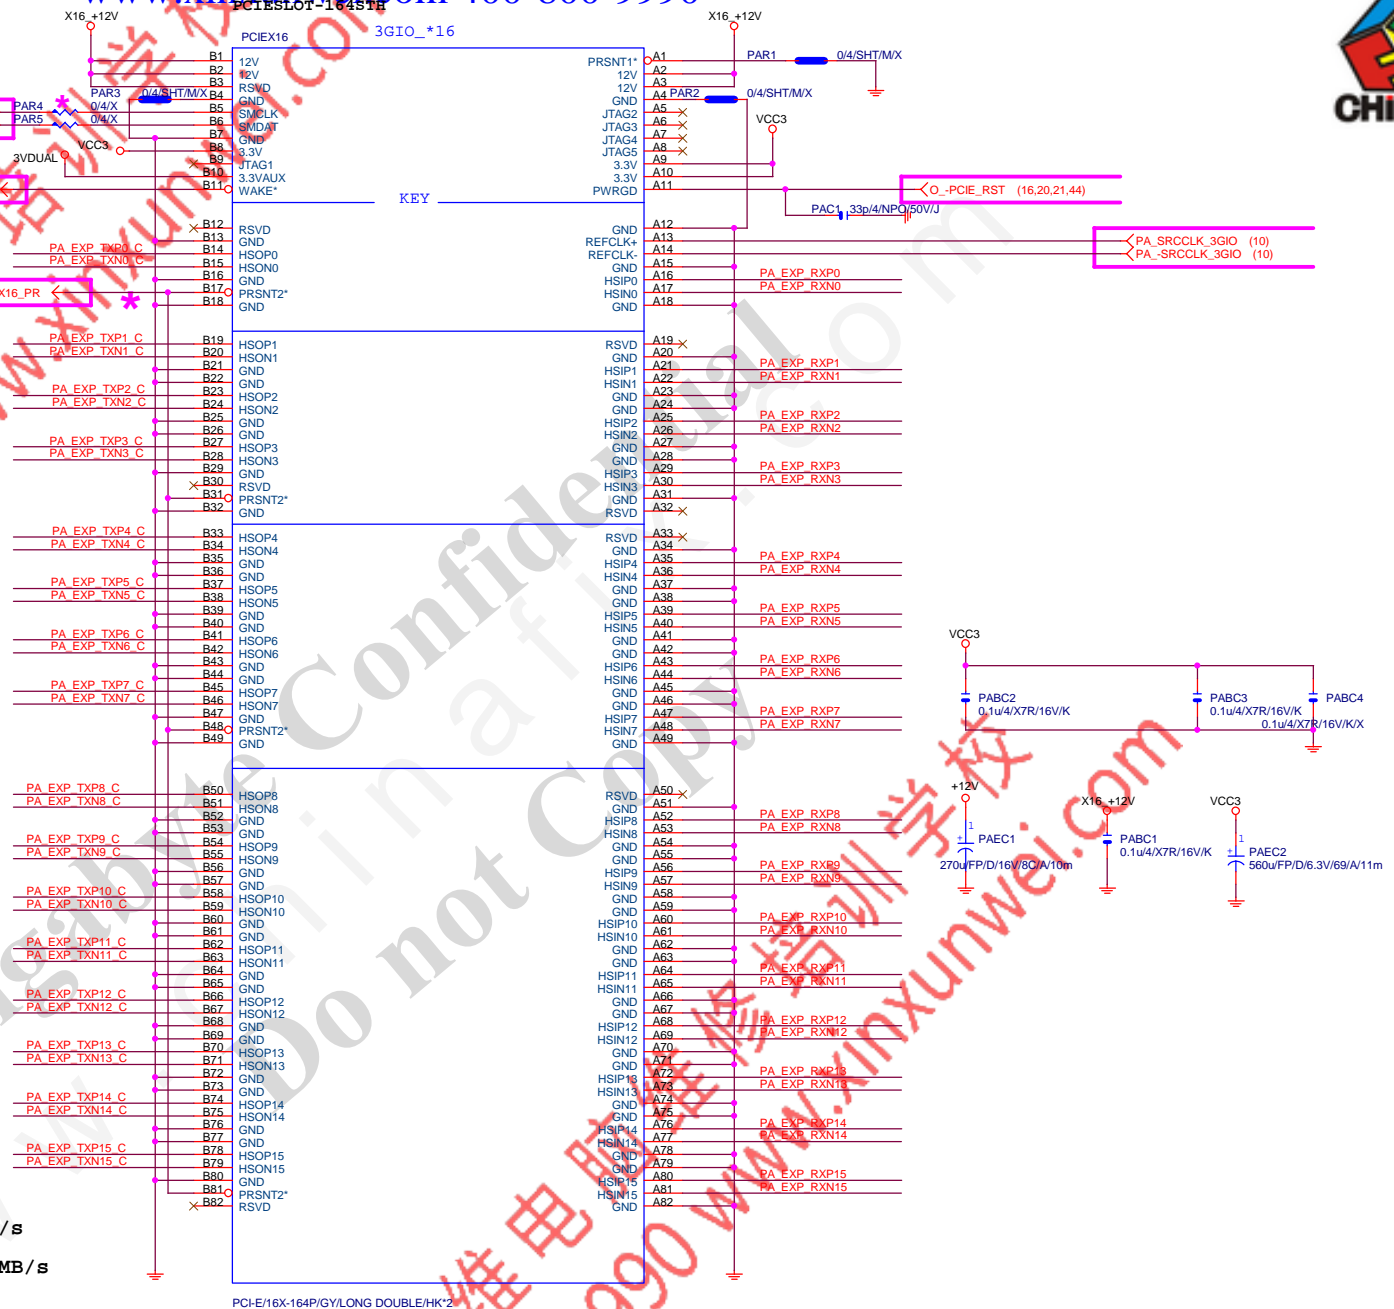 PCIESLOT-164STH
X16_+12V
PCIEX16
3GIO_*16
X16_+12V
B1 12V
B2 12V
B3 RSVD
B4 GND
B5 SMCLK
B6 SMDAT
B7 GND
B8 3.3V
B9 JTAG1
B10 3.3VAUX
B11 WAKE*
PAR3 0/4/SHT/M/X
PAR4 0/4/X
PAR5 0/4/X
VCC3
3VDUAL
PRSNT1* A1
12V A2
12V A3
GND A4
JTAG2 A5
JTAG3 A6
JTAG4 A7
JTAG5 A8
3.3V A9
3.3V A10
PWRGD A11
PAR1 0/4/SHT/M/X
PAR2 0/4/SHT/M/X
VCC3
O_-PCIE_RST (16,20,21,44)
PAC1 33p/4/NPO/50V/J
KEY
B12 RSVD
B13 GND
PA_EXP_TXP0_C B14 HSOP0
PA_EXP_TXN0_C B15 HSON0
B16 GND
X16_PR B17 PRSNT2*
B18 GND
GND A12
REFCLK+ A13 PA_SRCCLK_3GIO (10)
REFCLK- A14 PA_-SRCCLK_3GIO (10)
GND A15
HSIP0 A16 PA_EXP_RXP0
HSIN0 A17 PA_EXP_RXN0
GND A18
PA_EXP_TXP1_C B19 HSOP1
PA_EXP_TXN1_C B20 HSON1
B21 GND
B22 GND
PA_EXP_TXP2_C B23 HSOP2
PA_EXP_TXN2_C B24 HSON2
B25 GND
B26 GND
PA_EXP_TXP3_C B27 HSOP3
PA_EXP_TXN3_C B28 HSON3
B29 GND
B30 RSVD
B31 PRSNT2*
B32 GND
RSVD A19
GND A20
HSIP1 A21 PA_EXP_RXP1
HSIN1 A22 PA_EXP_RXN1
GND A23
GND A24
HSIP2 A25 PA_EXP_RXP2
HSIN2 A26 PA_EXP_RXN2
GND A27
GND A28
HSIP3 A29 PA_EXP_RXP3
HSIN3 A30 PA_EXP_RXN3
GND A31
RSVD A32
PA_EXP_TXP4_C B33 HSOP4
PA_EXP_TXN4_C B34 HSON4
B35 GND
B36 GND
PA_EXP_TXP5_C B37 HSOP5
PA_EXP_TXN5_C B38 HSON5
B39 GND
B40 GND
PA_EXP_TXP6_C B41 HSOP6
PA_EXP_TXN6_C B42 HSON6
B43 GND
B44 GND
PA_EXP_TXP7_C B45 HSOP7
PA_EXP_TXN7_C B46 HSON7
B47 GND
B48 PRSNT2*
B49 GND
RSVD A33
GND A34
HSIP4 A35 PA_EXP_RXP4
HSIN4 A36 PA_EXP_RXN4
GND A37
GND A38
HSIP5 A39 PA_EXP_RXP5
HSIN5 A40 PA_EXP_RXN5
GND A41
GND A42
HSIP6 A43 PA_EXP_RXP6
HSIN6 A44 PA_EXP_RXN6
GND A45
GND A46
HSIP7 A47 PA_EXP_RXP7
HSIN7 A48 PA_EXP_RXN7
GND A49
PA_EXP_TXP8_C B50 HSOP8
PA_EXP_TXN8_C B51 HSON8
B52 GND
B53 GND
PA_EXP_TXP9_C B54 HSOP9
PA_EXP_TXN9_C B55 HSON9
B56 GND
B57 GND
PA_EXP_TXP10_C B58 HSOP10
PA_EXP_TXN10_C B59 HSON10
B60 GND
B61 GND
PA_EXP_TXP11_C B62 HSOP11
PA_EXP_TXN11_C B63 HSON11
B64 GND
B65 GND
PA_EXP_TXP12_C B66 HSOP12
PA_EXP_TXN12_C B67 HSON12
B68 GND
B69 GND
PA_EXP_TXP13_C B70 HSOP13
PA_EXP_TXN13_C B71 HSON13
B72 GND
B73 GND
PA_EXP_TXP14_C B74 HSOP14
PA_EXP_TXN14_C B75 HSON14
B76 GND
B77 GND
PA_EXP_TXP15_C B78 HSOP15
PA_EXP_TXN15_C B79 HSON15
B80 GND
B81 PRSNT2*
B82 RSVD
RSVD A50
GND A51
HSIP8 A52 PA_EXP_RXP8
HSIN8 A53 PA_EXP_RXN8
GND A54
GND A55
HSIP9 A56 PA_EXP_RXP9
HSIN9 A57 PA_EXP_RXN9
GND A58
GND A59
HSIP10 A60 PA_EXP_RXP10
HSIN10 A61 PA_EXP_RXN10
GND A62
GND A63
HSIP11 A64 PA_EXP_RXP11
HSIN11 A65 PA_EXP_RXN11
GND A66
GND A67
HSIP12 A68 PA_EXP_RXP12
HSIN12 A69 PA_EXP_RXN12
GND A70
GND A71
HSIP13 A72 PA_EXP_RXP13
HSIN13 A73 PA_EXP_RXN13
GND A74
GND A75
HSIP14 A76 PA_EXP_RXP14
HSIN14 A77 PA_EXP_RXN14
GND A78
GND A79
HSIP15 A80 PA_EXP_RXP15
HSIN15 A81 PA_EXP_RXN15
GND A82
VCC3
PABC2
0.1u/4/X7R/16V/K
PABC3
0.1u/4/X7R/16V/K
PABC4
0.1u/4/X7R/16V/K/X
+12V
1
PAEC1
270u/FP/D/16V/8C/A/10m
X16_+12V
PABC1
0.1u/4/X7R/16V/K
VCC3
1
PAEC2
560u/FP/D/6.3V/69/A/11m
/s
MB/s
PCI-E/16X-164P/GY/LONG DOUBLE/HK*2
Gigabyte Confidential
Do not Copy
维电脑维修培训学校
990 www.xinxunwei.com